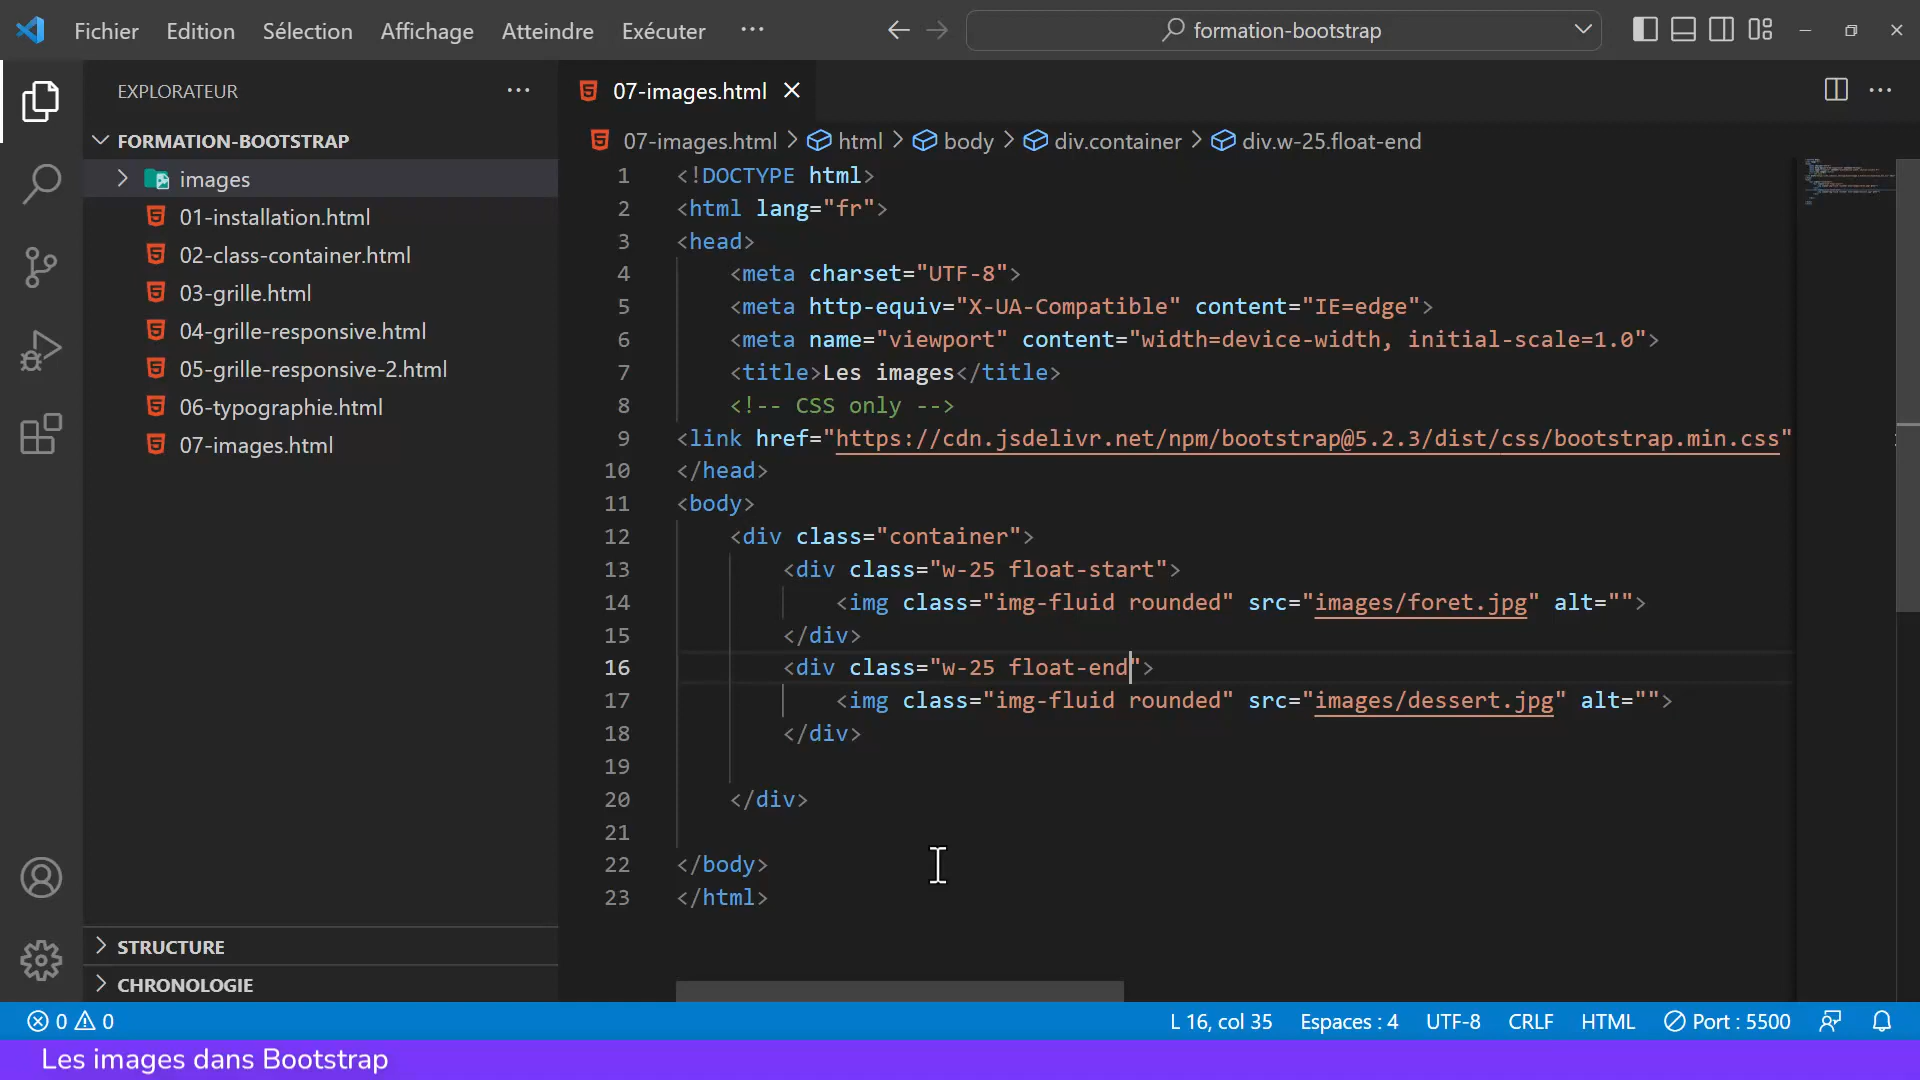 Fichier Edition Sélection Affichage Atteindre Exécuter ··· formation-bootstrap
EXPLORATEUR
FORMATION-BOOTSTRAP
images
01-installation.html
02-class-container.html
03-grille.html
04-grille-responsive.html
05-grille-responsive-2.html
06-typographie.html
07-images.html
STRUCTURE
CHRONOLOGIE
07-images.html
07-images.html > html > body > div.container > div.w-25.float-end
1 <!DOCTYPE html>
2 <html lang="fr">
3 <head>
4 <meta charset="UTF-8">
5 <meta http-equiv="X-UA-Compatible" content="IE=edge">
6 <meta name="viewport" content="width=device-width, initial-scale=1.0">
7 <title>Les images</title>
8 <!-- CSS only -->
9 <link href="https://cdn.jsdelivr.net/npm/bootstrap@5.2.3/dist/css/bootstrap.min.css"
10 </head>
11 <body>
12 <div class="container">
13 <div class="w-25 float-start">
14 <img class="img-fluid rounded" src="images/foret.jpg" alt="">
15 </div>
16 <div class="w-25 float-end">
17 <img class="img-fluid rounded" src="images/dessert.jpg" alt="">
18 </div>
19
20 </div>
21
22 </body>
23 </html>
0 0 L 16, col 35 Espaces : 4 UTF-8 CRLF HTML Port : 5500
Les images dans Bootstrap